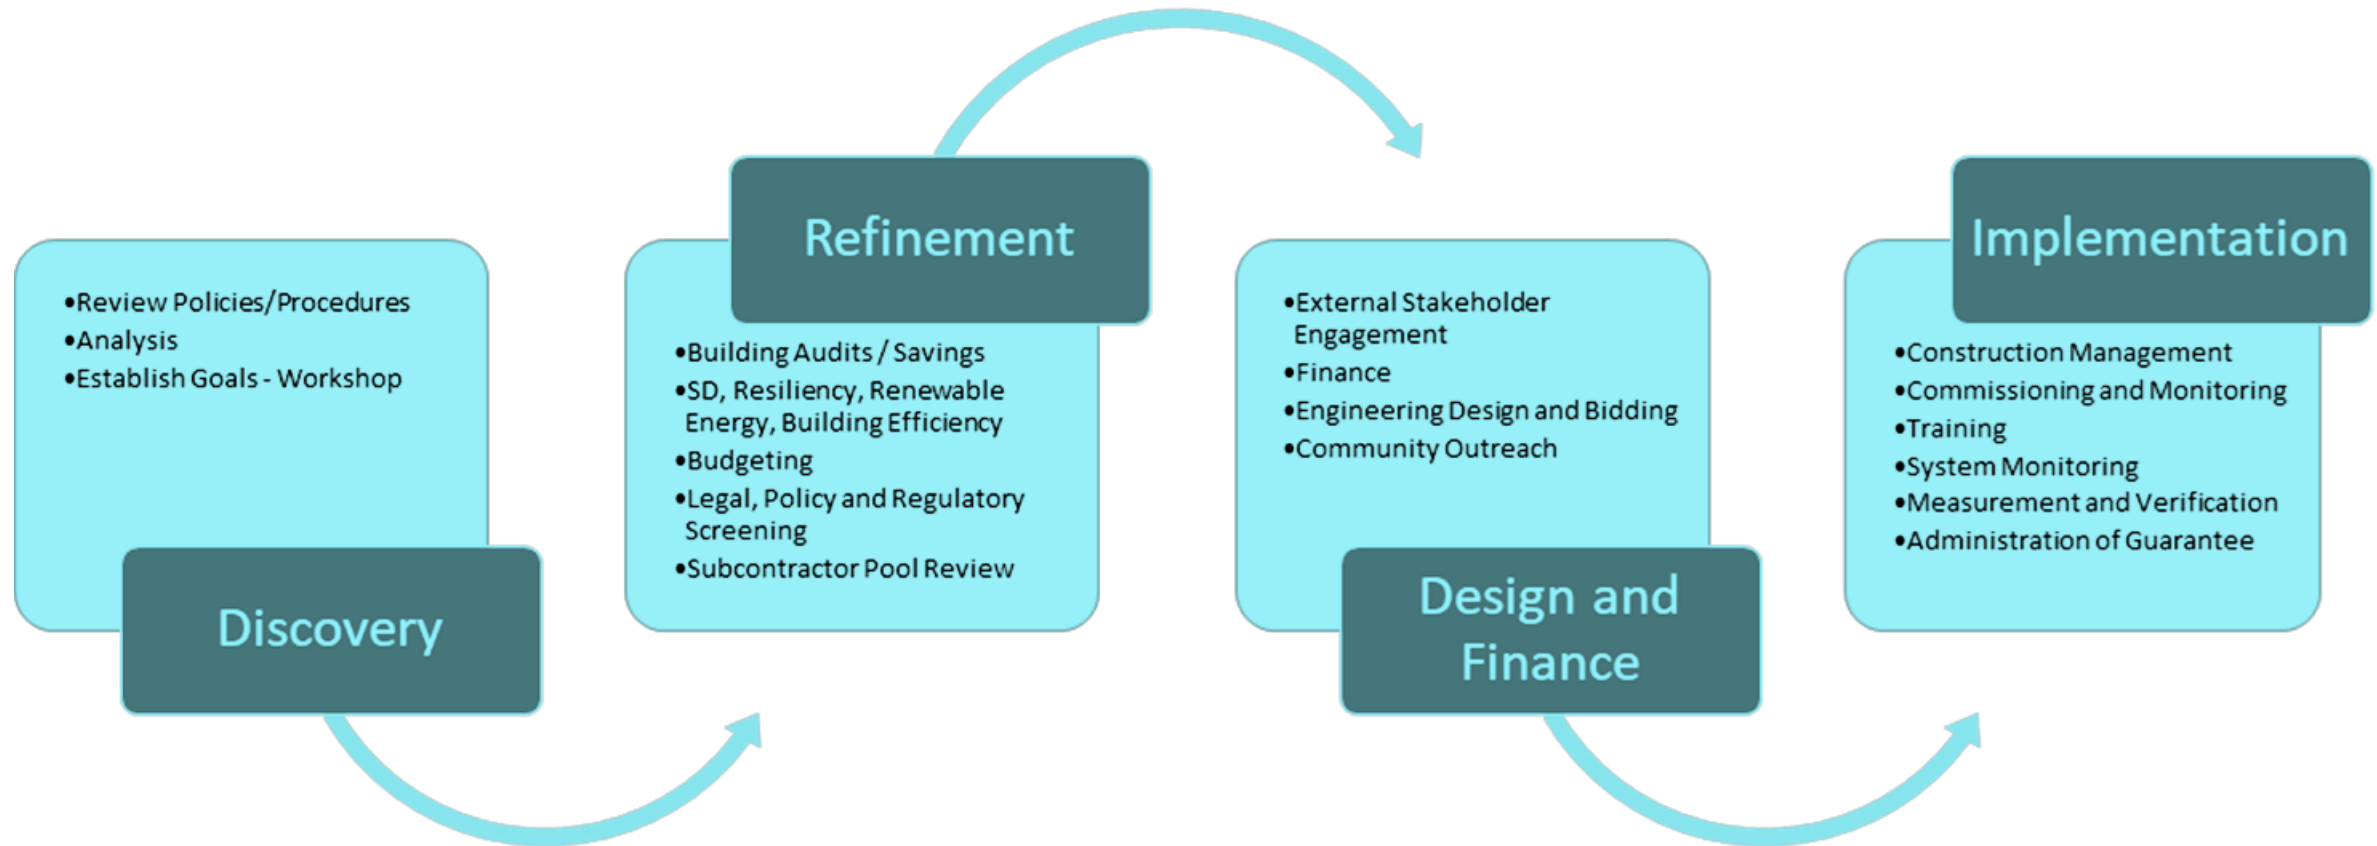 •Review Policies/Procedures
•Analysis
•Establish Goals - Workshop
Discovery
Refinement
•Building Audits / Savings
•SD, Resiliency, Renewable
Energy, Building Efficiency
•Budgeting
•Legal, Policy and Regulatory
Screening
•Subcontractor Pool Review
•External Stakeholder
Engagement
•Finance
•Engineering Design and Bidding
•Community Outreach
Design and
Finance
Implementation
•Construction Management
•Commissioning and Monitoring
•Training
•System Monitoring
•Measurement and Verification
•Administration of Guarantee